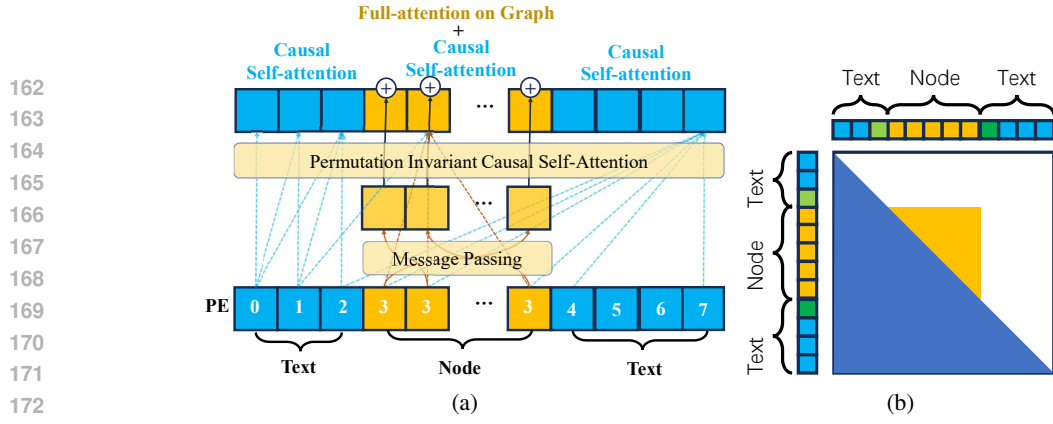 Full-attention on Graph
+
Causal
Self-attention
Causal
Self-attention
Causal
Self-attention
+ + ... +
Permutation Invariant Causal Self-Attention
...
Message Passing
PE 0 1 2 3 3 ... 3 4 5 6 7
Text Node Text
(a)
Text Node Text
Text
Node
Text
(b)
162
163
164
165
166
167
168
169
170
171
172